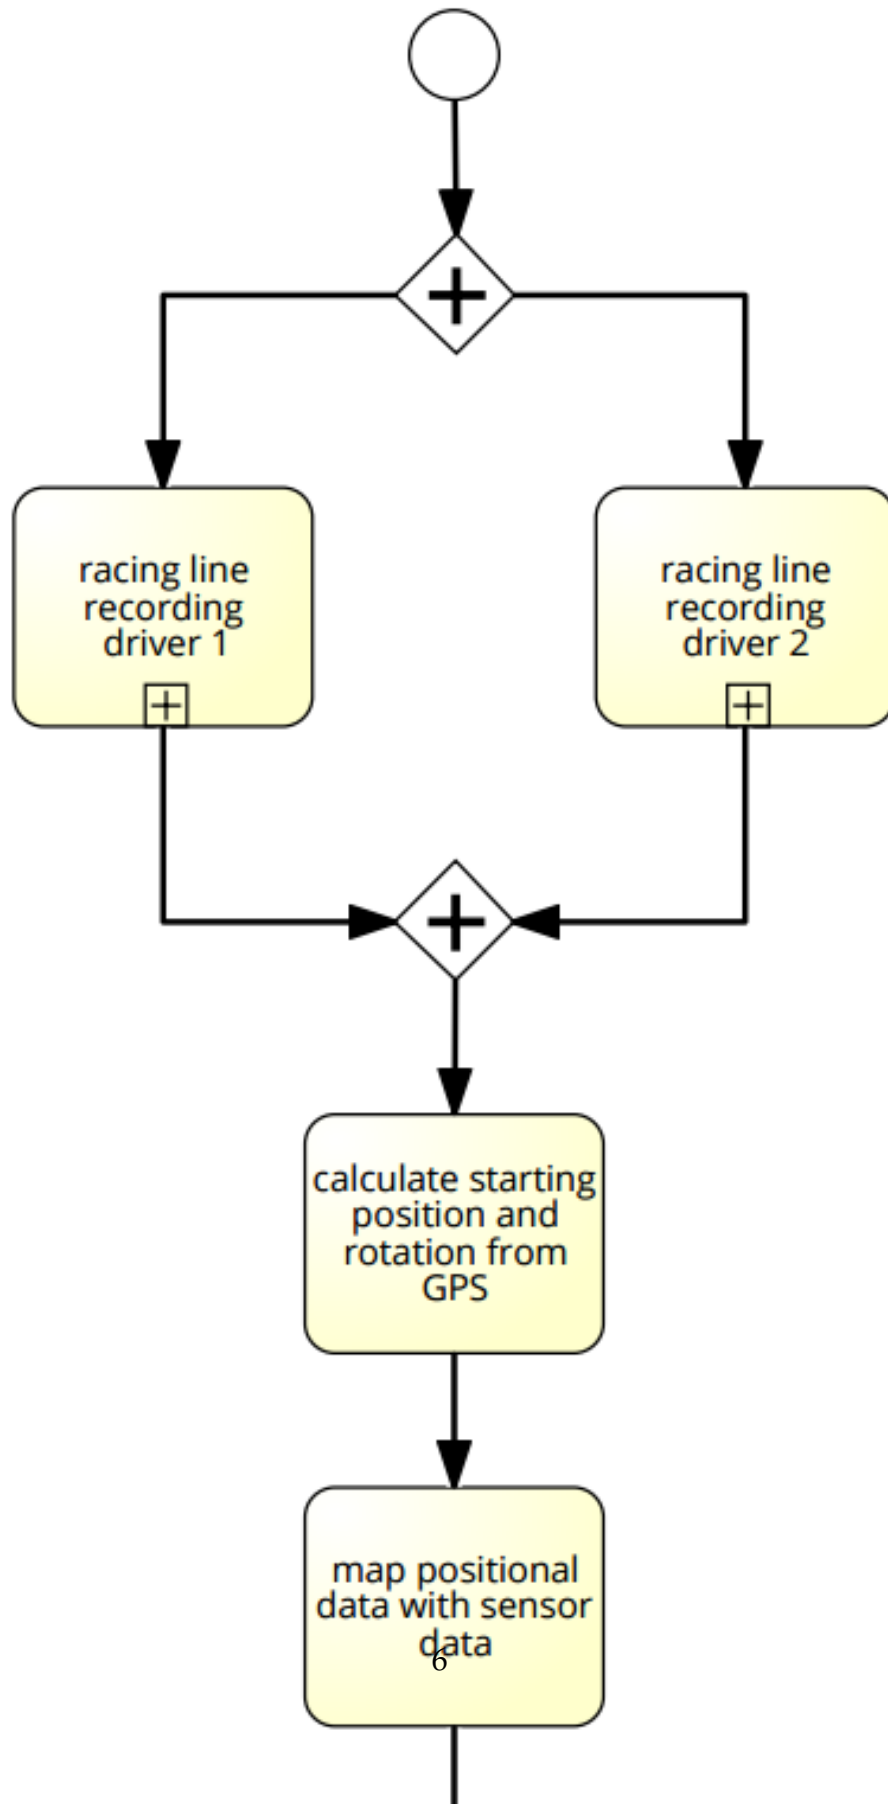 racing line
recording
driver 1
racing line
recording
driver 2
calculate starting
position and
rotation from
GPS
map positional
data with sensor
data
6